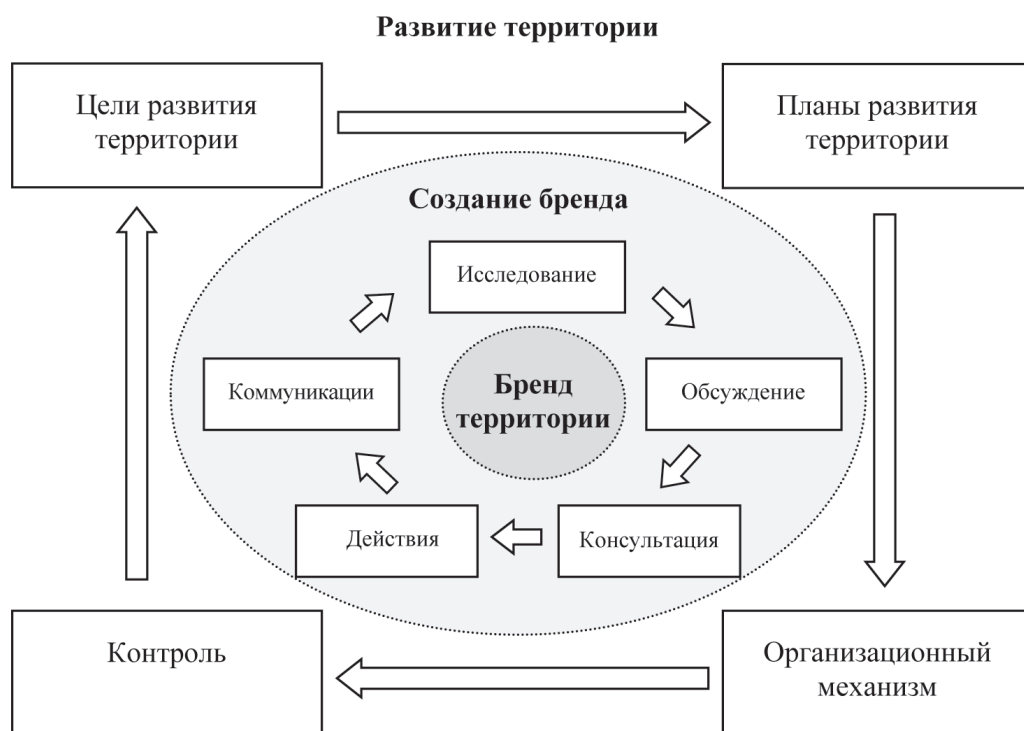 Развитие территории
Цели развития
территории
Планы развития
территории
Создание бренда
Исследование
Коммуникации
Бренд
территории
Обсуждение
Действия
Консультация
Контроль
Организационный
механизм